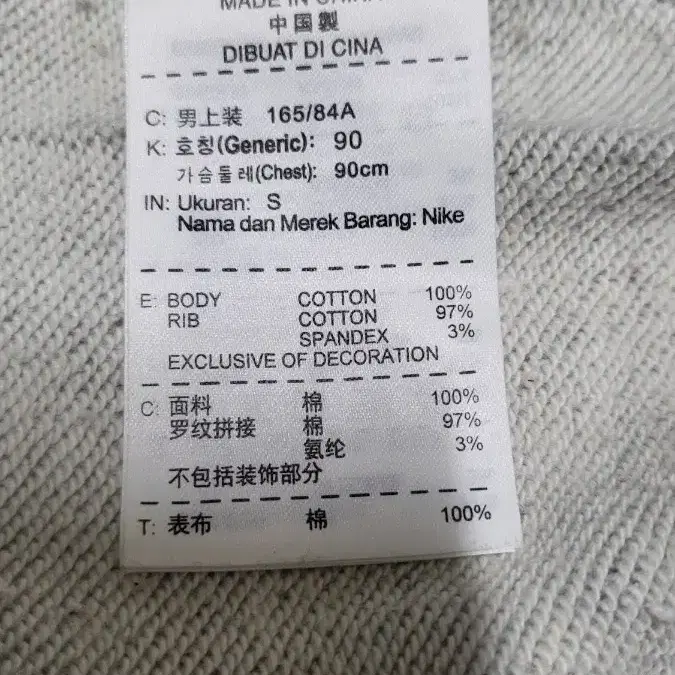 MADE IN CHINA
中国製
DIBUAT DI CINA
C: 男上装 165/84A
K: 호칭(Generic): 90
가슴둘레(Chest): 90cm
IN: Ukuran: S
Nama dan Merek Barang: Nike
E: BODY COTTON 100%
RIB COTTON 97%
SPANDEX 3%
EXCLUSIVE OF DECORATION
C: 面料 棉 100%
罗纹拼接 棉 97%
氨纶 3%
不包括装饰部分
T: 表布 棉 100%